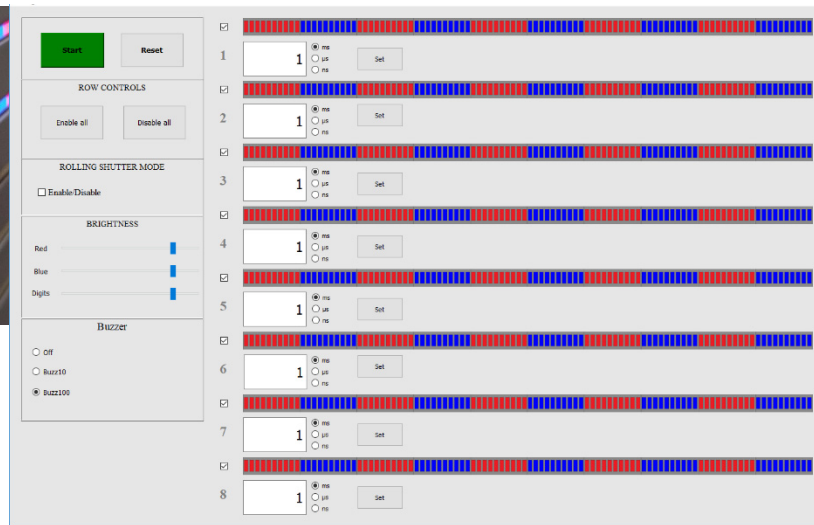 Start
Reset
ROW CONTROLS
Enable all
Disable all
ROLLING SHUTTER MODE
Enable/Disable
BRIGHTNESS
Red
Blue
Digits
Buzzer
Off
Buzz10
Buzz100
1
1
ms
µs
ns
Set
2
1
ms
µs
ns
Set
3
1
ms
µs
ns
Set
4
1
ms
µs
ns
Set
5
1
ms
µs
ns
Set
6
1
ms
µs
ns
Set
7
1
ms
µs
ns
Set
8
1
ms
µs
ns
Set